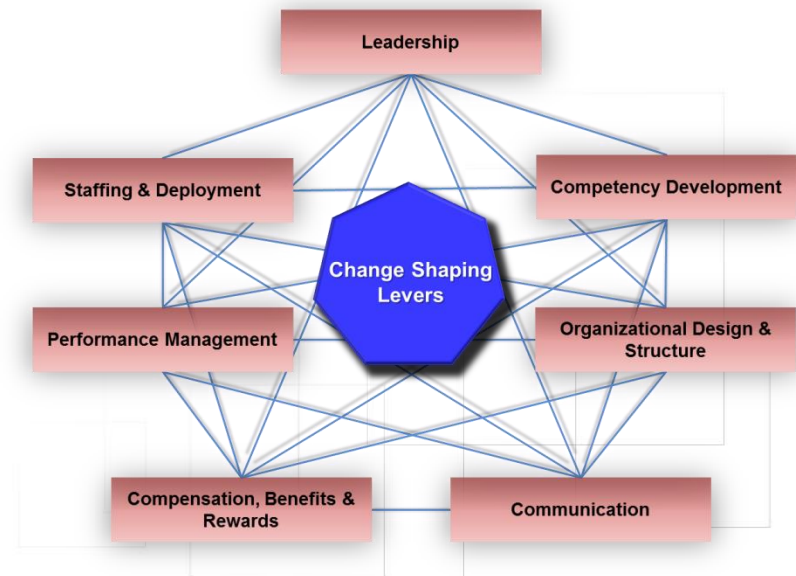 Leadership
Staffing & Deployment
Competency Development
Change Shaping
Levers
Performance Management
Organizational Design &
Structure
Compensation, Benefits &
Rewards
Communication